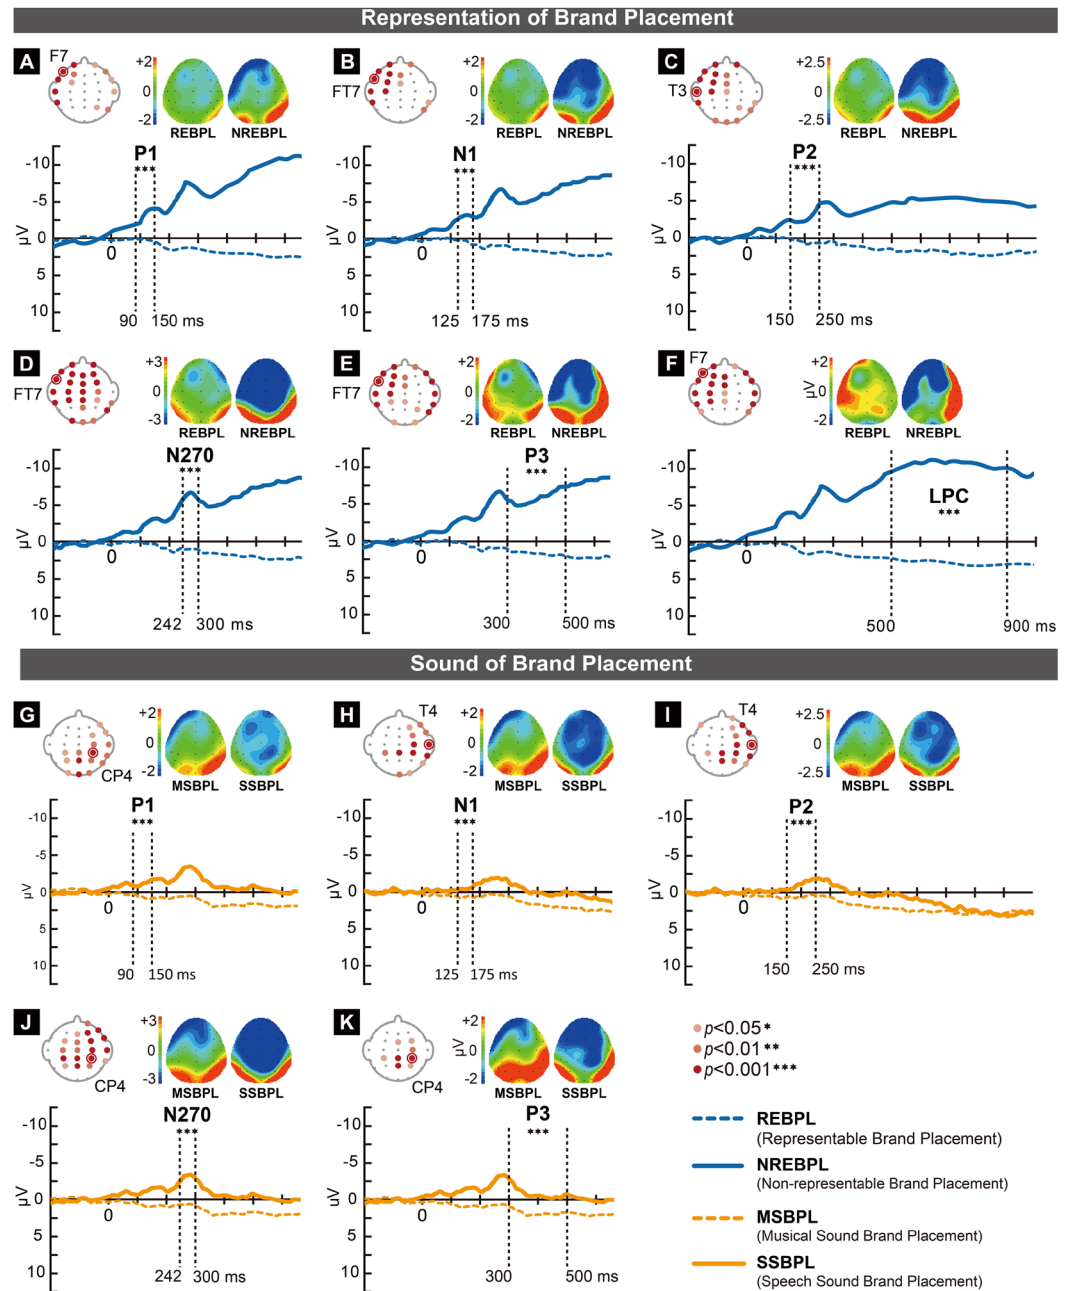 Representation of Brand Placement
A F7 +2 0 -2 REBPL NREBPL
B FT7 +2 0 -2 REBPL NREBPL
C T3 +2.5 0 -2.5 REBPL NREBPL
P1 *** -10 -5 0 5 10 µV 0 90 150 ms
N1 *** -10 -5 0 5 10 µV 0 125 175 ms
P2 *** -10 -5 0 5 10 µV 0 150 250 ms
D FT7 +3 0 -3 REBPL NREBPL
E FT7 +2 0 -2 REBPL NREBPL
F F7 +2 0 -2 µV REBPL NREBPL
N270 *** -10 -5 0 5 10 µV 0 242 300 ms
P3 *** -10 -5 0 5 10 µV 0 300 500 ms
LPC *** -10 -5 0 5 10 µV 0 500 900 ms
Sound of Brand Placement
G CP4 +2 0 -2 MSBPL SSBPL
H T4 +2 0 -2 MSBPL SSBPL
I T4 +2.5 0 -2.5 MSBPL SSBPL
P1 *** -10 -5 0 5 10 µV 0 90 150 ms
N1 *** -10 -5 0 5 10 µV 0 125 175 ms
P2 *** -10 -5 0 5 10 µV 0 150 250 ms
J CP4 +3 0 -3 MSBPL SSBPL
K CP4 +2 0 -2 µV MSBPL SSBPL
N270 *** -10 -5 0 5 10 µV 0 242 300 ms
P3 *** -10 -5 0 5 10 µV 0 300 500 ms
p<0.05 *
p<0.01 **
p<0.001 ***
REBPL
(Representable Brand Placement)
NREBPL
(Non-representable Brand Placement)
MSBPL
(Musical Sound Brand Placement)
SSBPL
(Speech Sound Brand Placement)